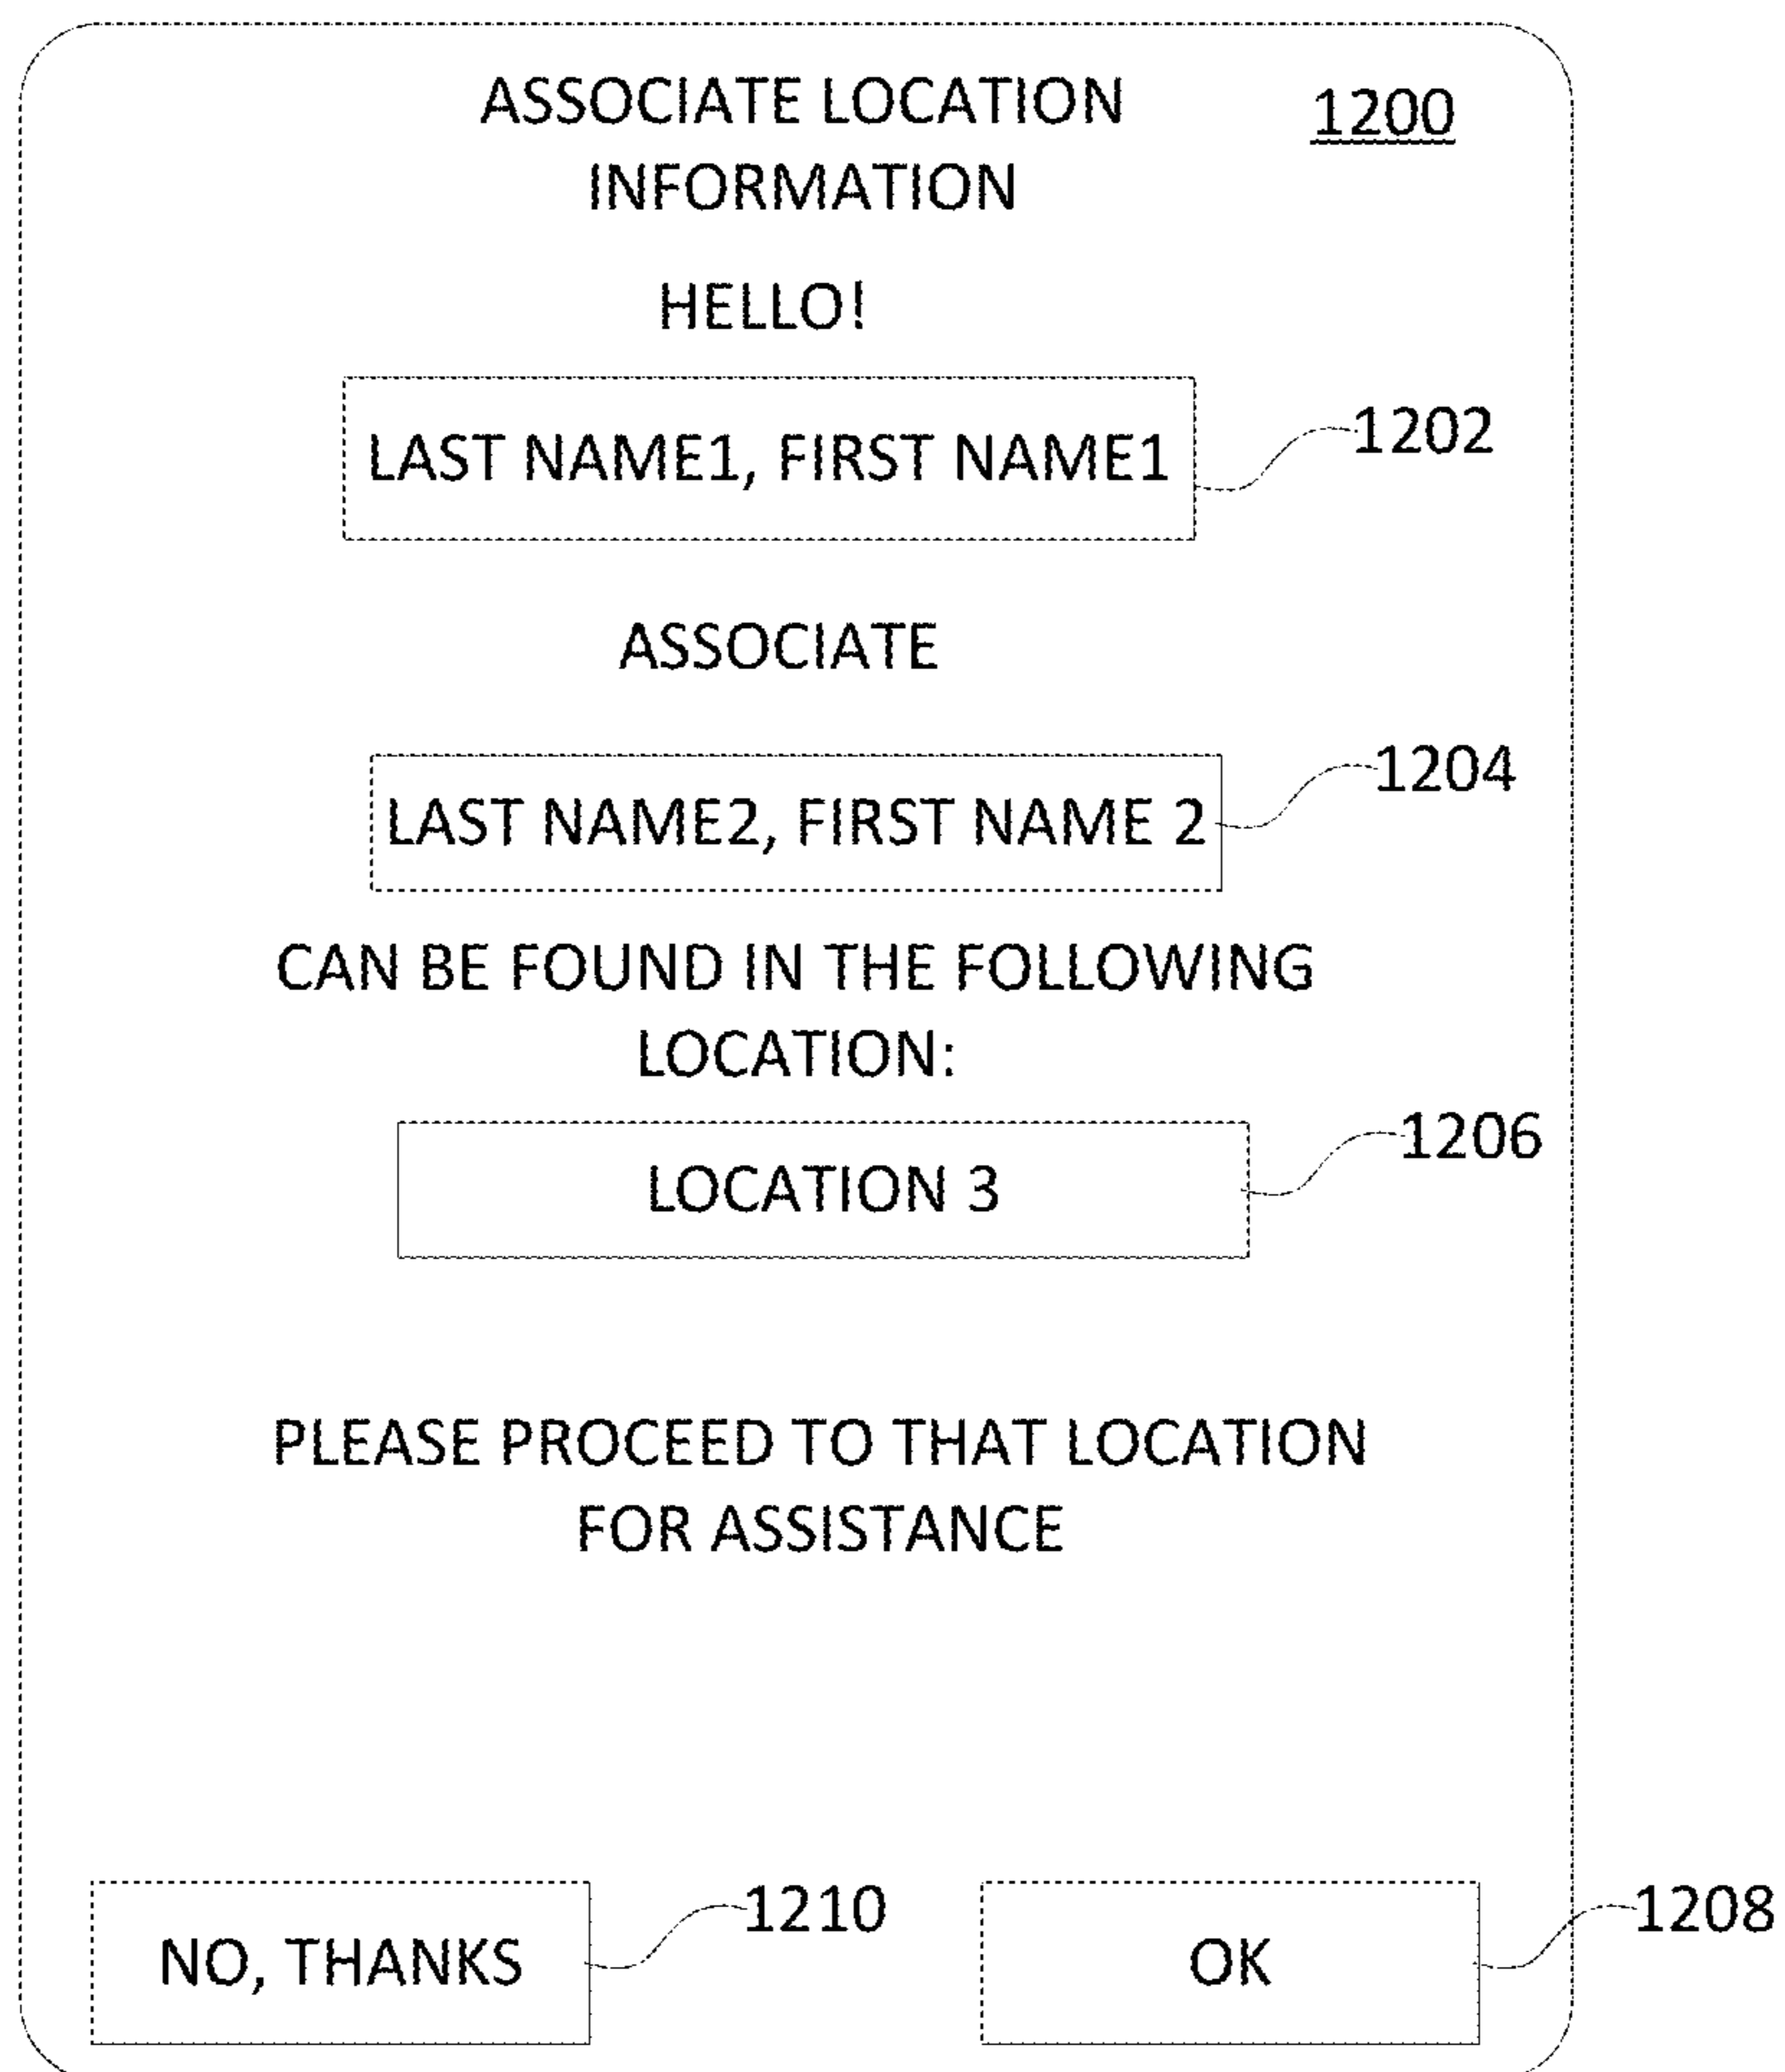 ASSOCIATE LOCATION 1200
INFORMATION
HELLO!
LAST NAME1, FIRST NAME1 1202
ASSOCIATE
LAST NAME2, FIRST NAME 2 1204
CAN BE FOUND IN THE FOLLOWING
LOCATION:
LOCATION 3 1206
PLEASE PROCEED TO THAT LOCATION
FOR ASSISTANCE
NO, THANKS 1210 OK 1208